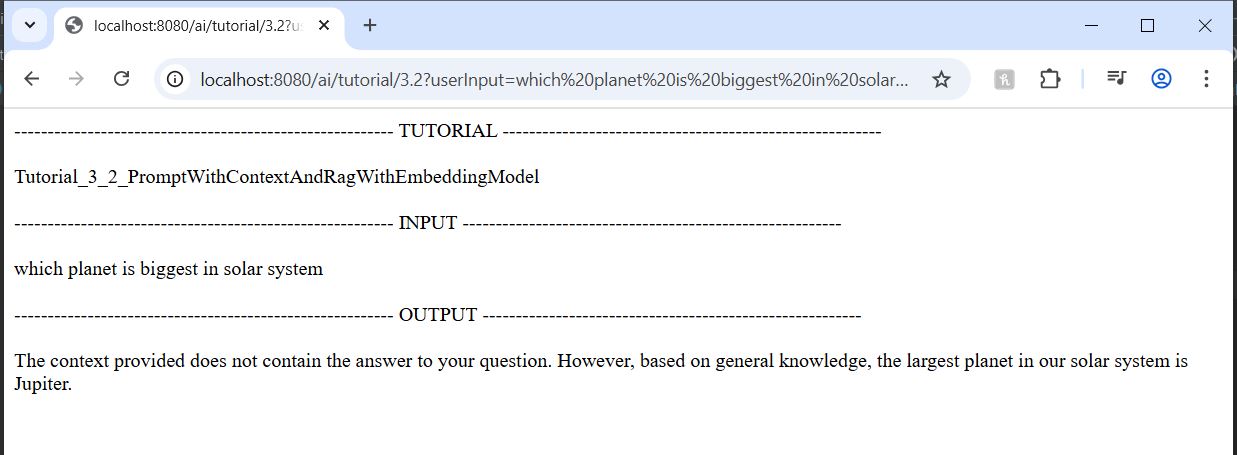 localhost:8080/ai/tutorial/3.2?u
localhost:8080/ai/tutorial/3.2?userInput=which%20planet%20is%20biggest%20in%20solar...
--------------------------------------------------------- TUTORIAL ---------------------------------------------------------
Tutorial_3_2_PromptWithContextAndRagWithEmbeddingModel
--------------------------------------------------------- INPUT ---------------------------------------------------------
which planet is biggest in solar system
--------------------------------------------------------- OUTPUT ---------------------------------------------------------
The context provided does not contain the answer to your question. However, based on general knowledge, the largest planet in our solar system is
Jupiter.